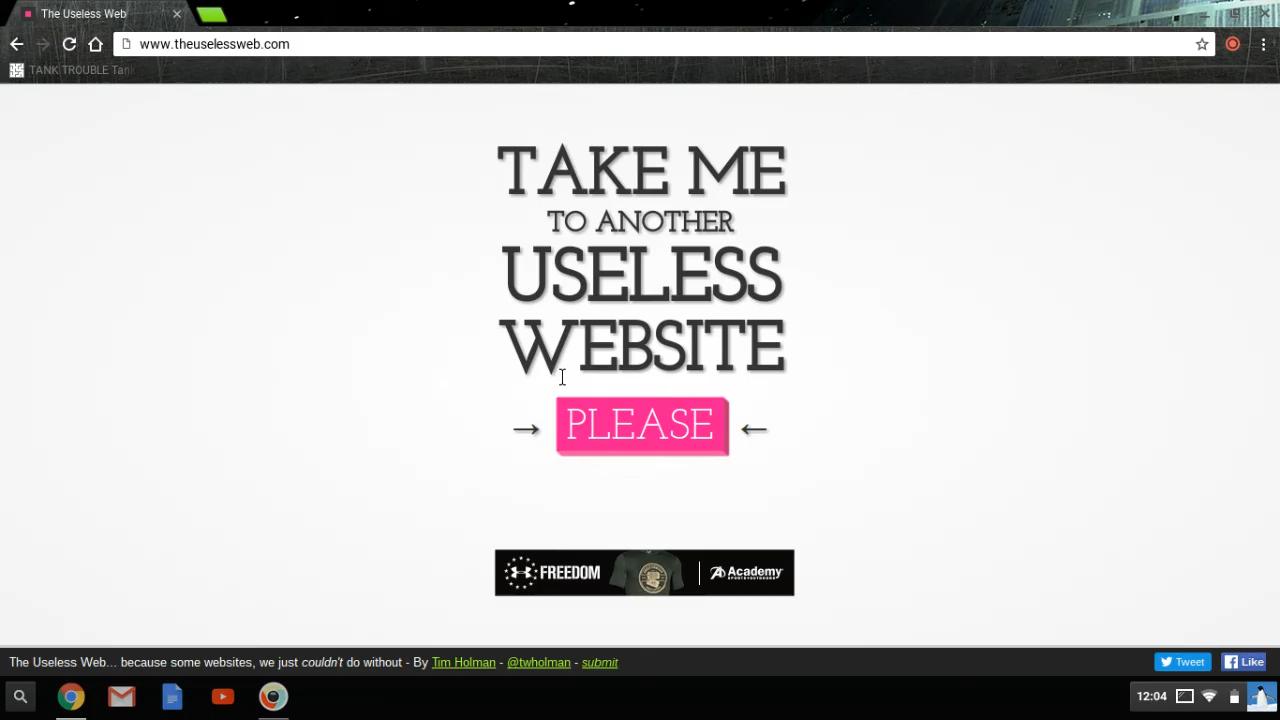 The Useless Web
www.theuselessweb.com
TANK TROUBLE Tan
TAKE ME
TO ANOTHER
USELESS
WEBSITE
→ PLEASE ←
FREEDOM
Academy
The Useless Web... because some websites, we just couldn't do without - By Tim Holman - @twholman - submit
Tweet
Like
12:04